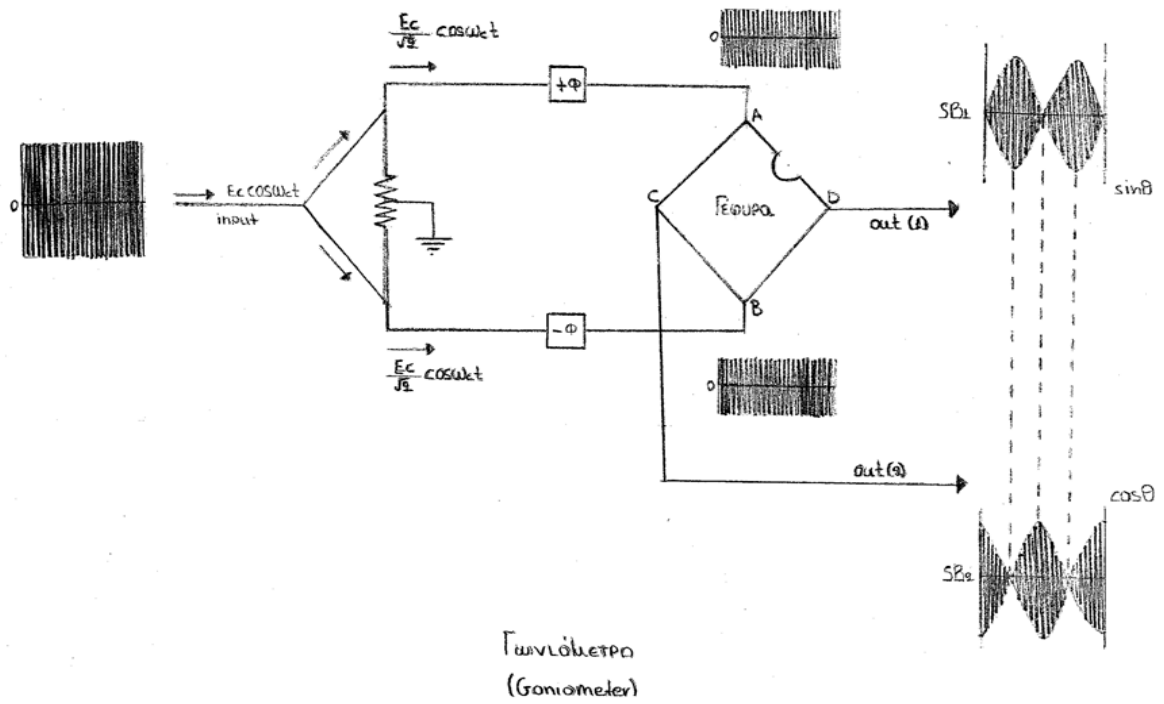 Ec/√2 cosωct
0
+Φ
A
SB1
Ec cosωct
0
input
C
Γέφυρα
D
out (1)
sinθ
B
-Φ
Ec/√2 cosωct
0
out(2)
cosθ
SB2
Γωνιόμετρο
(Goniometer)